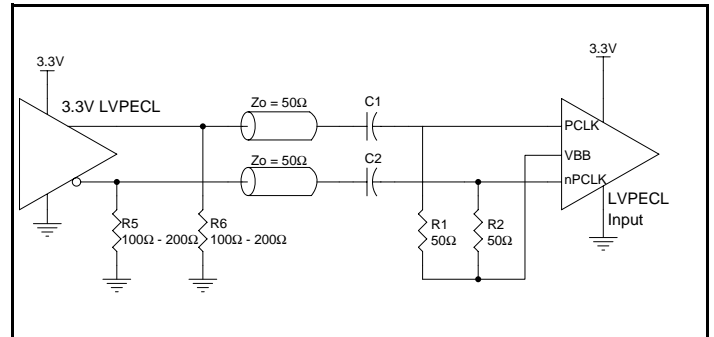 3.3V
3.3V LVPECL
Zo = 50Ω
C1
Zo = 50Ω
C2
R5
100Ω - 200Ω
R6
100Ω - 200Ω
R1
50Ω
R2
50Ω
3.3V
PCLK
VBB
nPCLK
LVPECL
Input